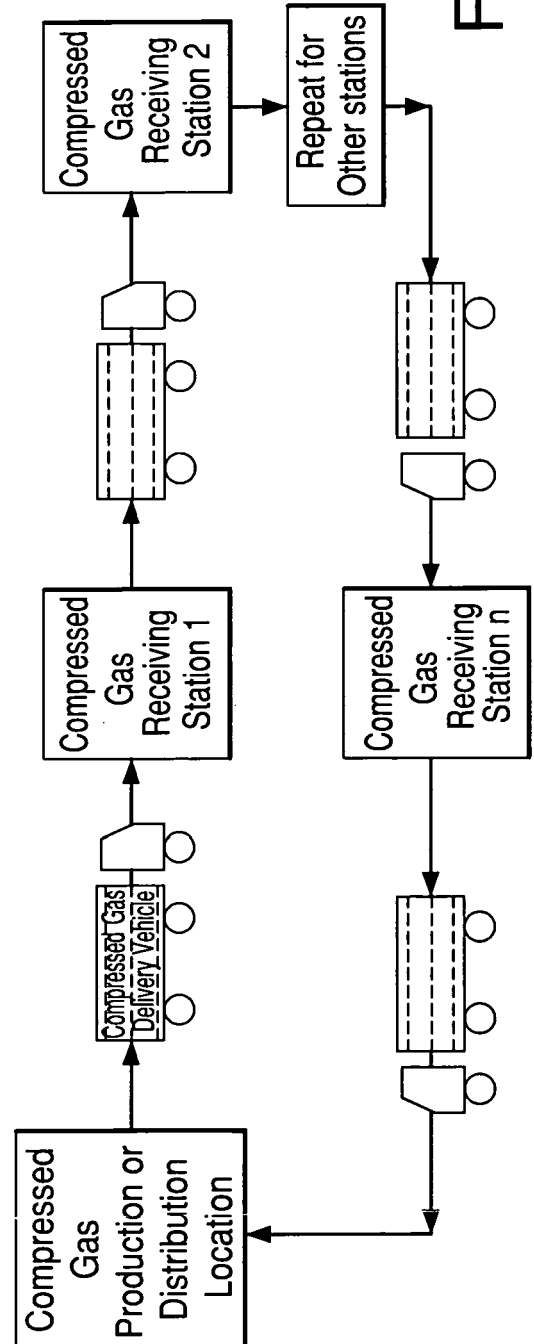 Compressed
Gas
Production or
Distribution
Location
Compressed Gas
Delivery Vehicle
Compressed
Gas
Receiving
Station 1
Compressed
Gas
Receiving
Station 2
Repeat for
Other stations
Compressed
Gas
Receiving
Station n